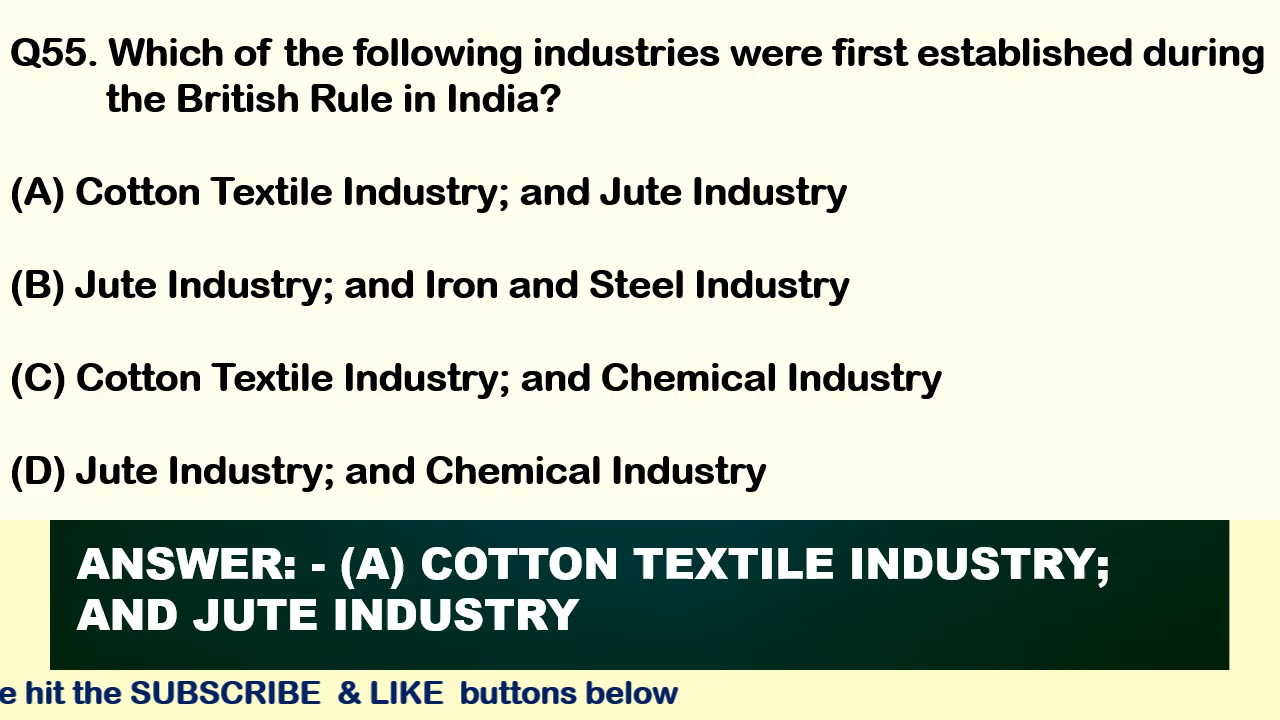 Q55. Which of the following industries were first established during
the British Rule in India?
(A) Cotton Textile Industry; and Jute Industry
(B) Jute Industry; and Iron and Steel Industry
(C) Cotton Textile Industry; and Chemical Industry
(D) Jute Industry; and Chemical Industry
ANSWER: - (A) COTTON TEXTILE INDUSTRY;
AND JUTE INDUSTRY
e hit the SUBSCRIBE & LIKE buttons below